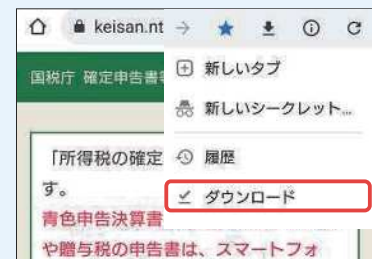 keisan.nt
国税庁 確定申告書等
新しいタブ
新しいシークレット...
「所得税の確定
履歴
す。
ダウンロード
青色申告決算書
や贈与税の申告書は、スマートフォ